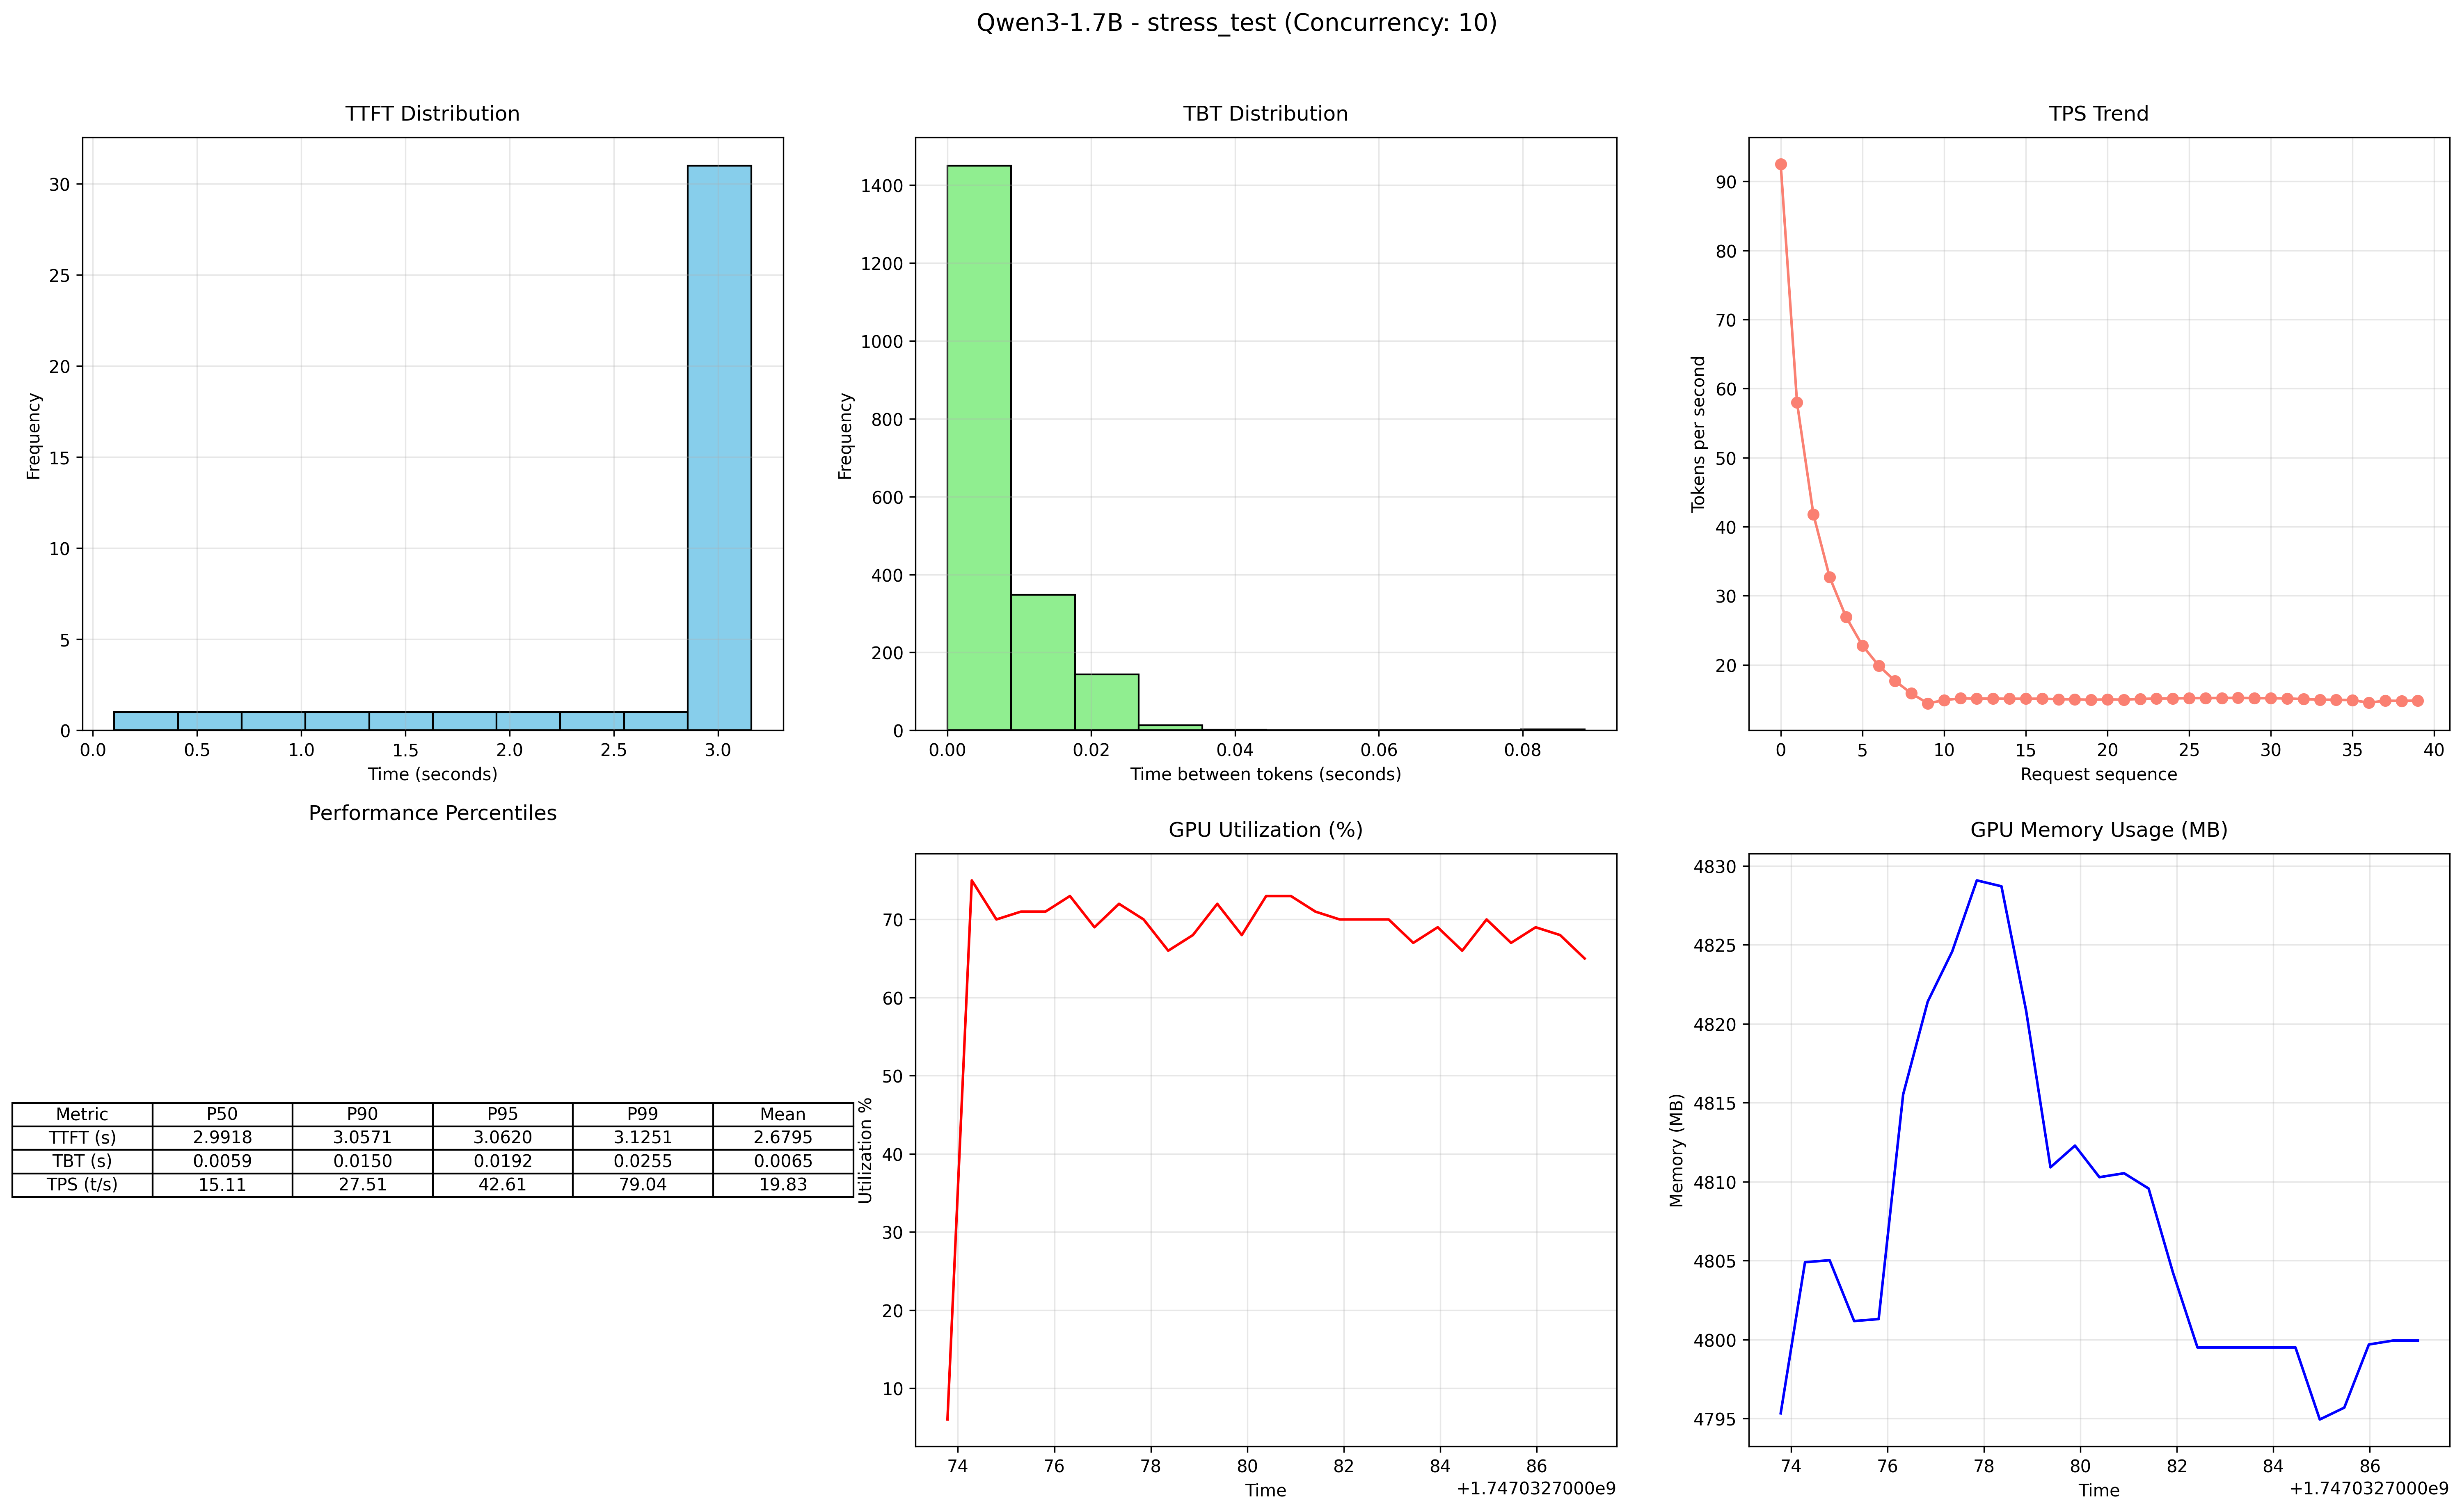 Qwen3-1.7B - stress_test (Concurrency: 10)
TTFT Distribution
Frequency
30
25
20
15
10
5
0
0.0 0.5 1.0 1.5 2.0 2.5 3.0
Time (seconds)
TBT Distribution
Frequency
1400
1200
1000
800
600
400
200
0
0.00 0.02 0.04 0.06 0.08
Time between tokens (seconds)
TPS Trend
Tokens per second
90
80
70
60
50
40
30
20
0 5 10 15 20 25 30 35 40
Request sequence
Performance Percentiles
Metric P50 P90 P95 P99 Mean
TTFT (s) 2.9918 3.0571 3.0620 3.1251 2.6795
TBT (s) 0.0059 0.0150 0.0192 0.0255 0.0065
TPS (t/s) 15.11 27.51 42.61 79.04 19.83
GPU Utilization (%)
Utilization %
70
60
50
40
30
20
10
74 76 78 80 82 84 86
Time
+1.7470327000e9
GPU Memory Usage (MB)
Memory (MB)
4830
4825
4820
4815
4810
4805
4800
4795
74 76 78 80 82 84 86
Time
+1.7470327000e9